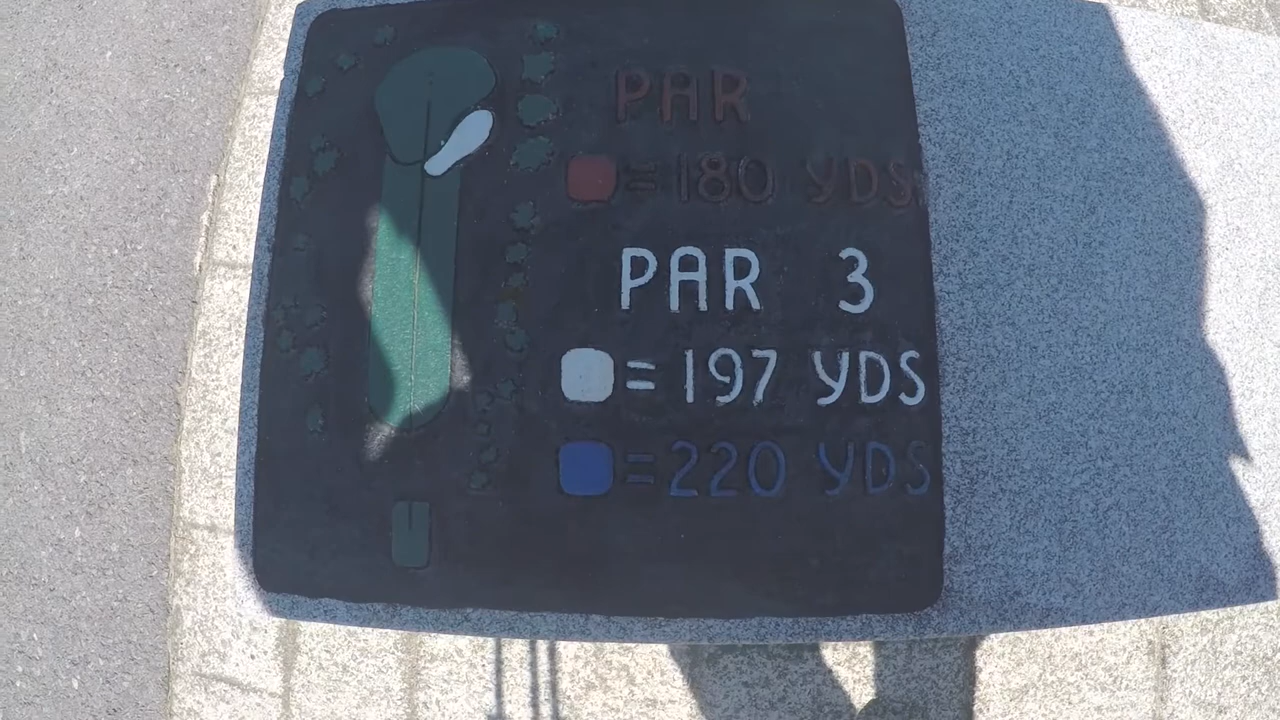 PAR
= 180 YDS
PAR 3
= 197 YDS
= 220 YDS